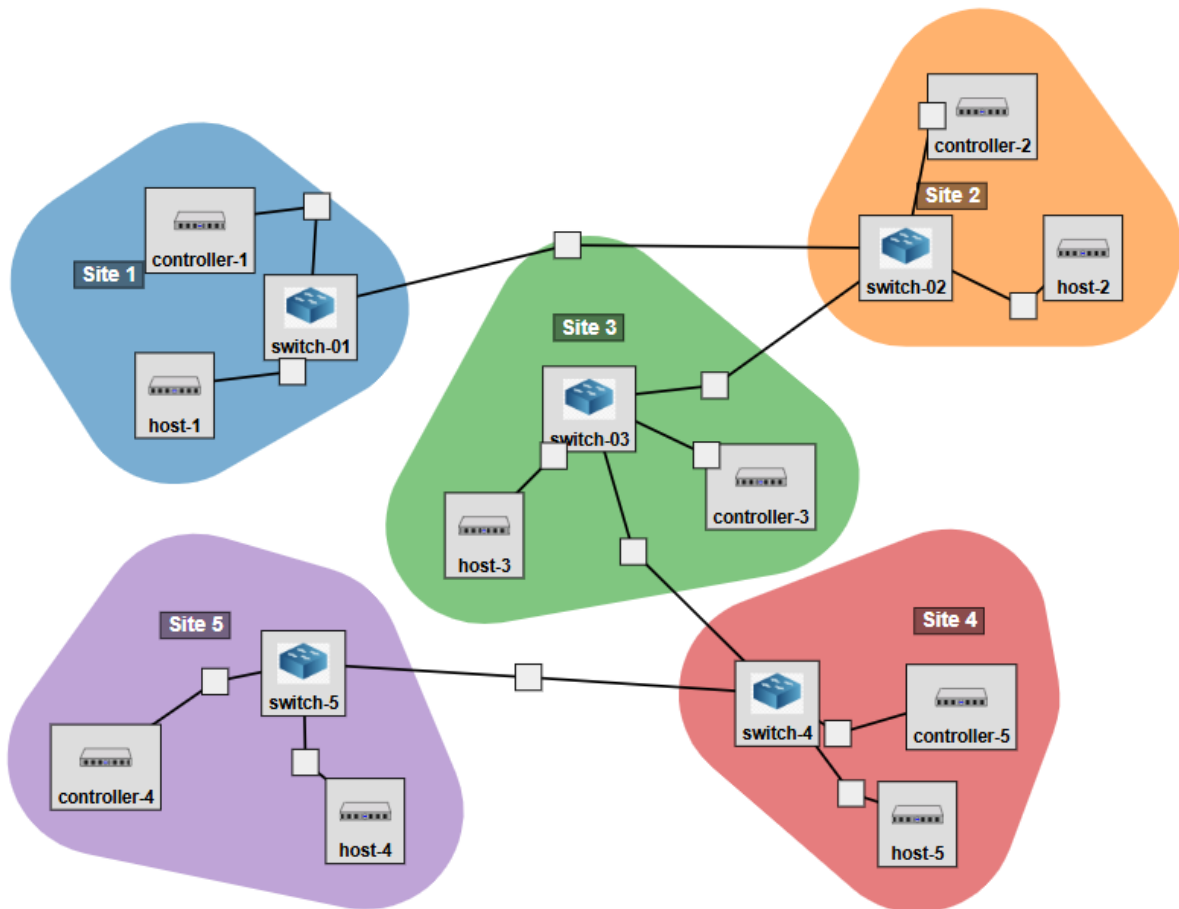 controller-2
Site 2
controller-1
Site 1
switch-02
host-2
Site 3
switch-01
host-1
switch-03
controller-3
host-3
Site 5
Site 4
switch-5
switch-4
controller-5
controller-4
host-4
host-5